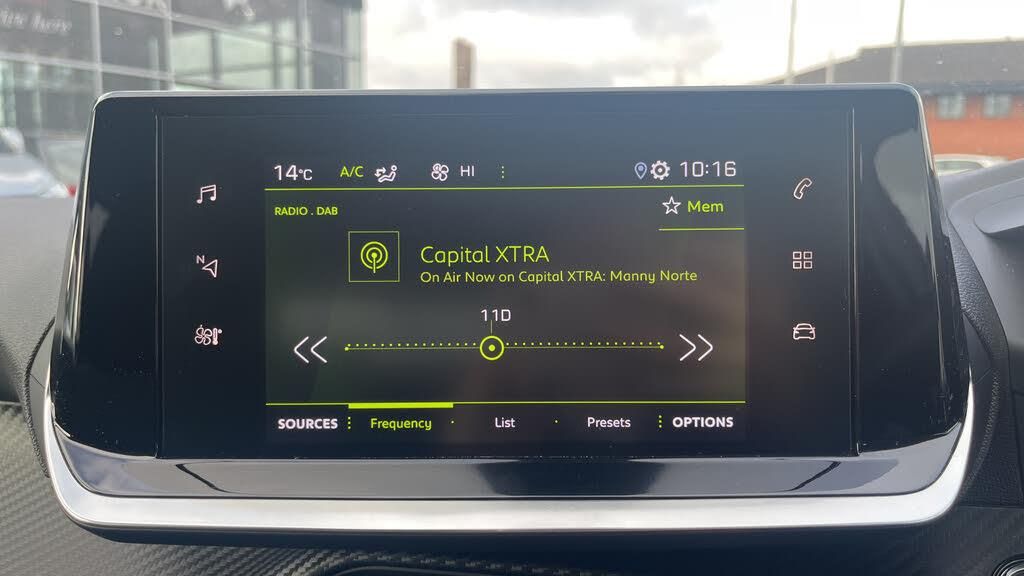 14°C A/C HI 10:16
RADIO . DAB
Mem
Capital XTRA
On Air Now on Capital XTRA: Manny Norte
11D
SOURCES Frequency List Presets OPTIONS
N
here